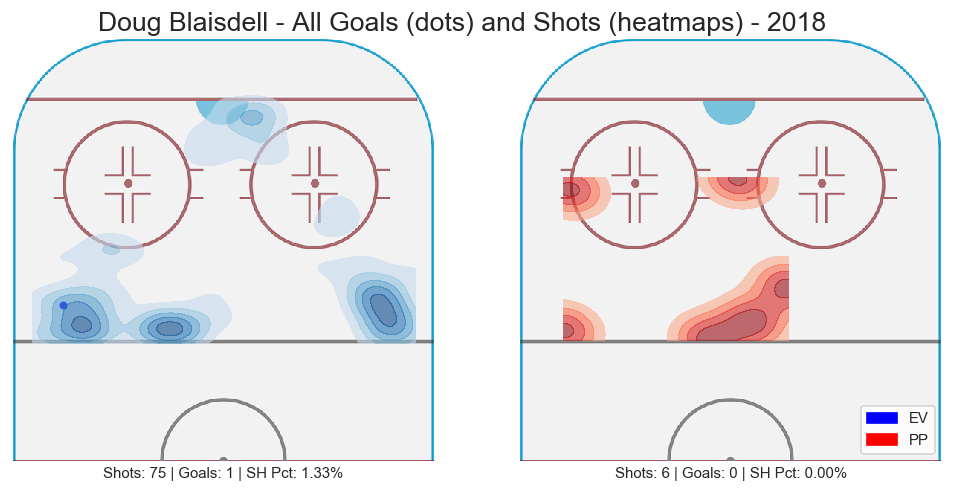 Doug Blaisdell - All Goals (dots) and Shots (heatmaps) - 2018
EV
PP
Shots: 75 | Goals: 1 | SH Pct: 1.33%
Shots: 6 | Goals: 0 | SH Pct: 0.00%